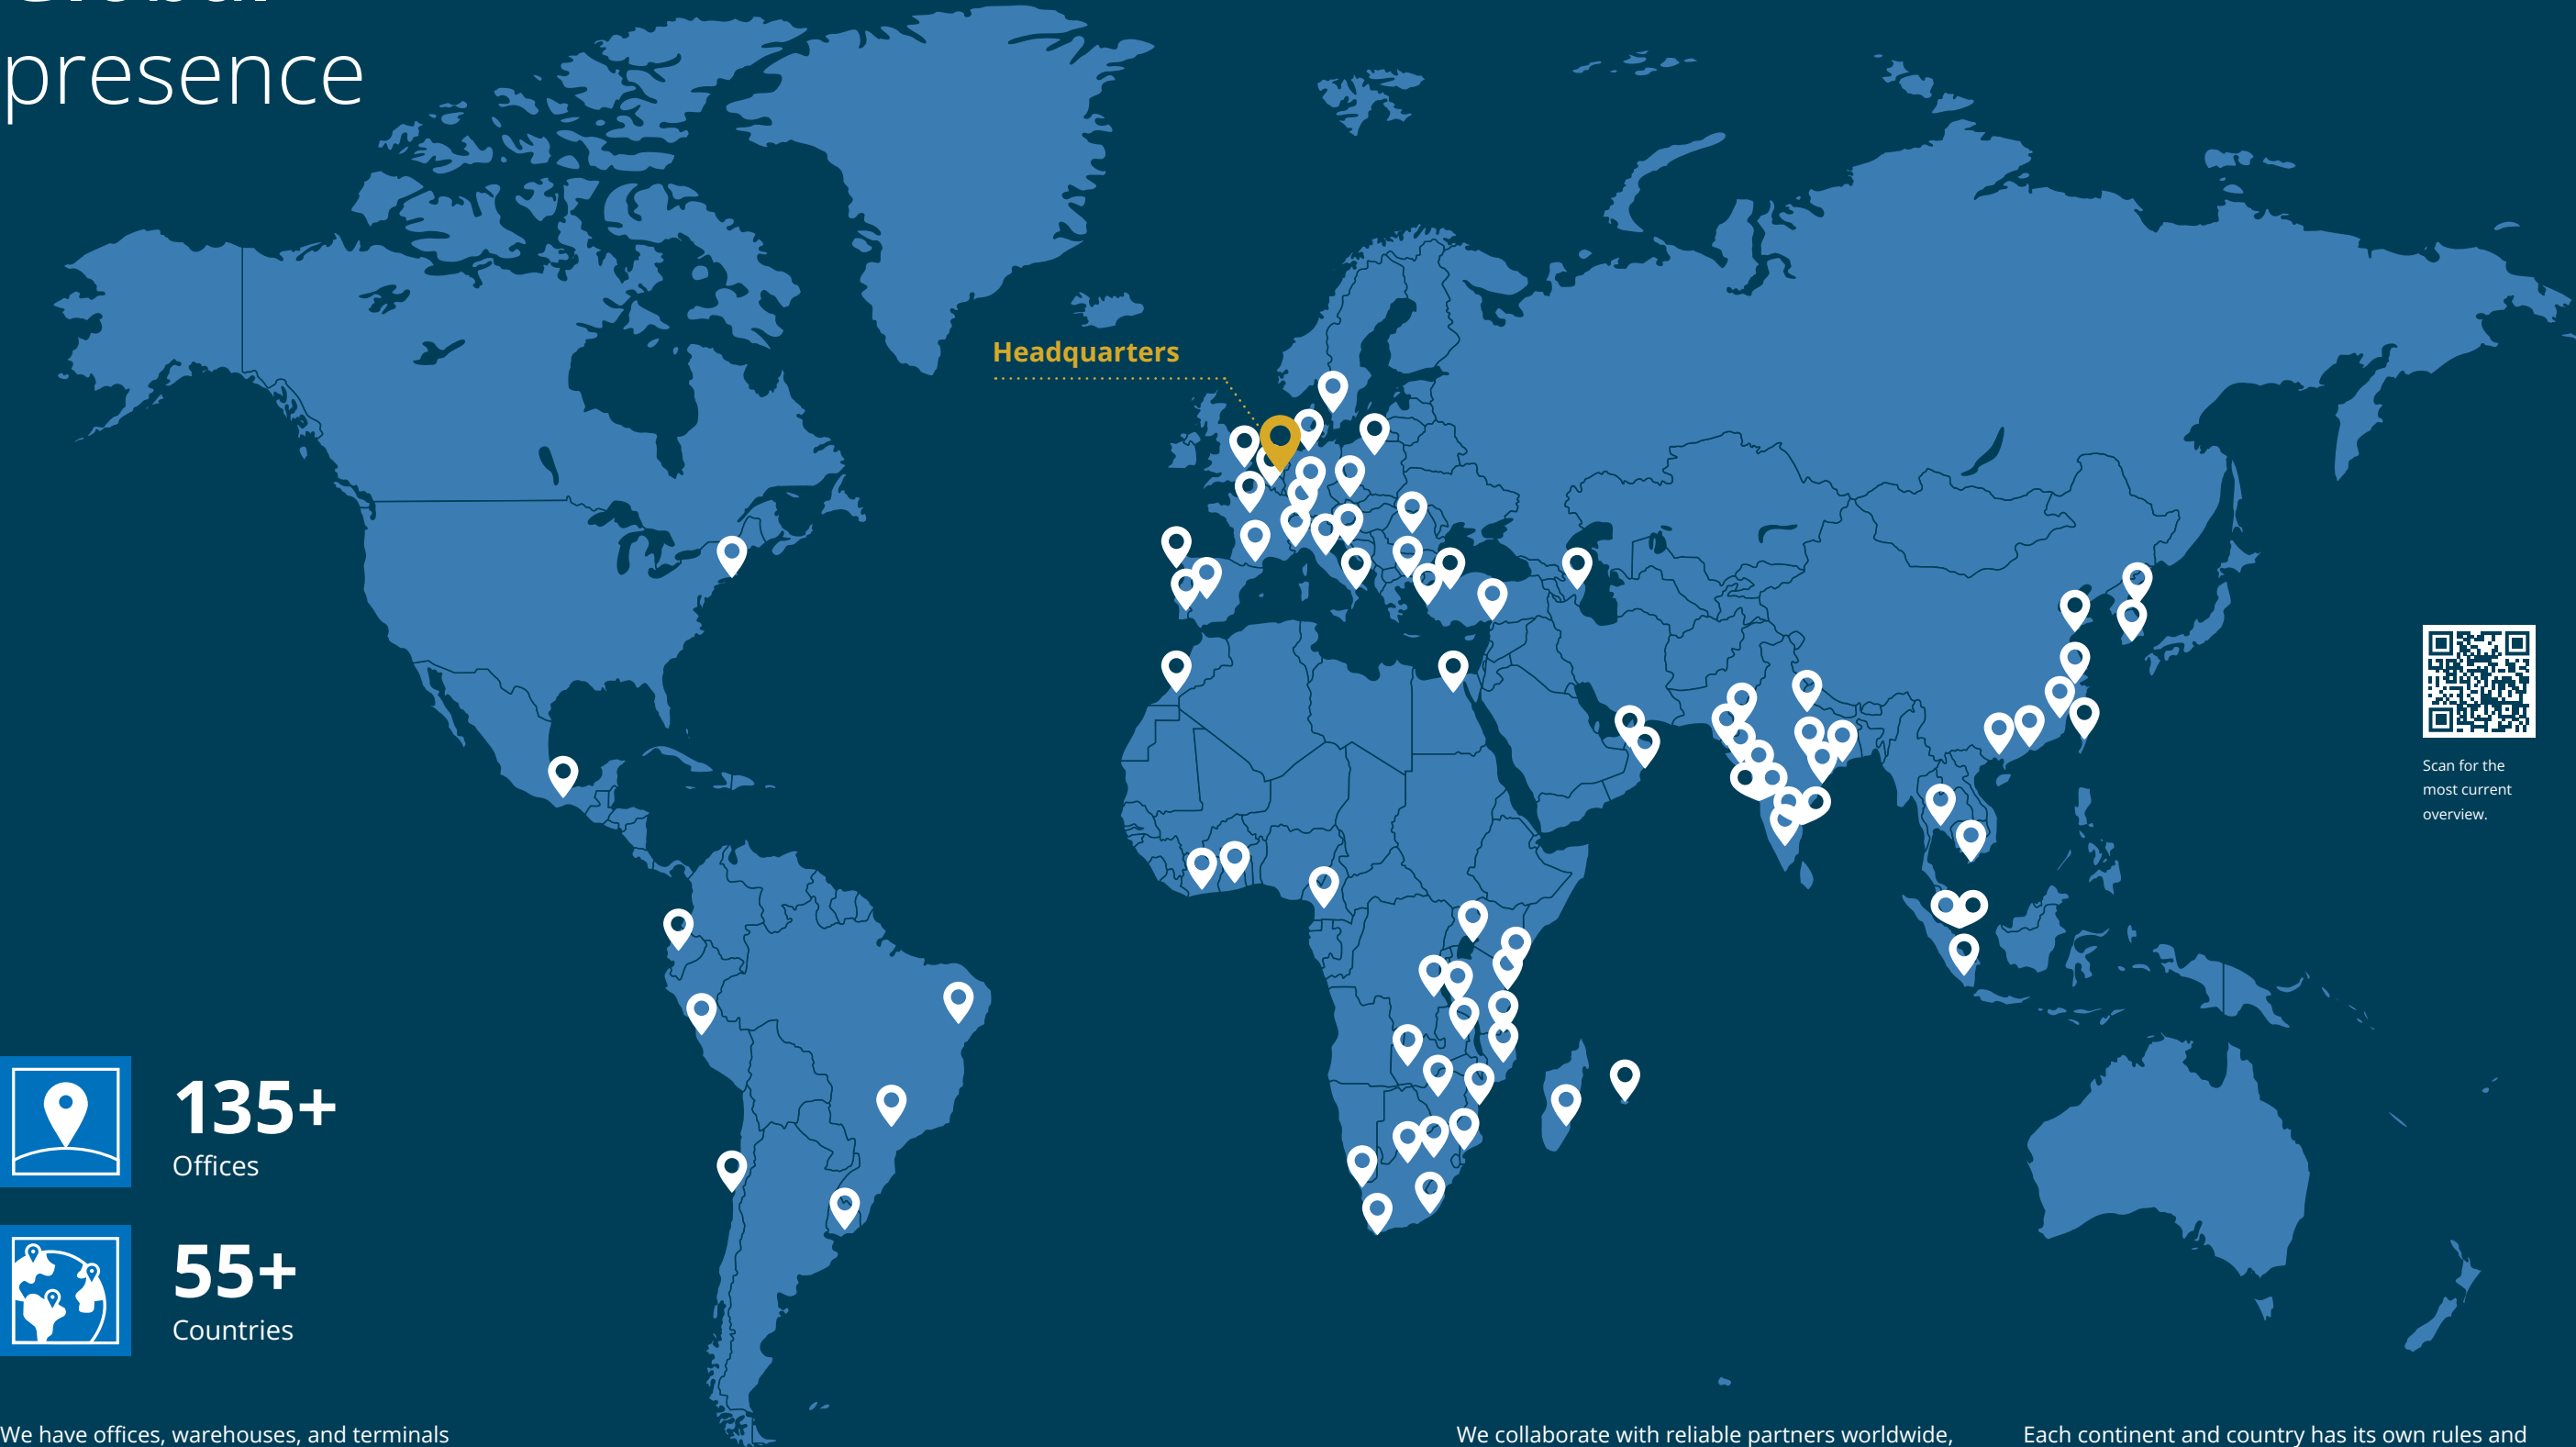 presence
Headquarters
Scan for the
most current
overview.
135+
Offices
55+
Countries
We have offices, warehouses, and terminals
We collaborate with reliable partners worldwide,
Each continent and country has its own rules and